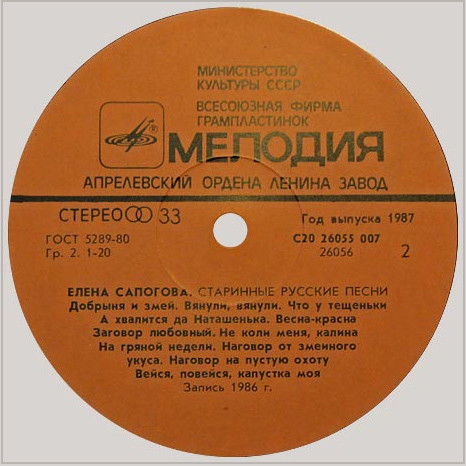 МИНИСТЕРСТВО
КУЛЬТУРЫ СССР
ВСЕСОЮЗНАЯ ФИРМА
ГРАМПЛАСТИНОК
МЕЛОДИЯ
АПРЕЛЕВСКИЙ ОРДЕНА ЛЕНИНА ЗАВОД
СТЕРЕО 33 Год выпуска 1987
ГОСТ 5289-80 С20 26055 007
Гр. 2. 1-20 26056 2
ЕЛЕНА САПОГОВА. СТАРИННЫЕ РУССКИЕ ПЕСНИ
Добрыня и змей. Вянули, вянули. Что у тещеньки
А хвалится да Наташенька. Весна-красна
Заговор любовный. Не коли меня, калина
На гряной неделе. Наговор от змеиного
укуса. Наговор на пустую охоту
Вейся, повейся, капустка моя
Запись 1986 г.